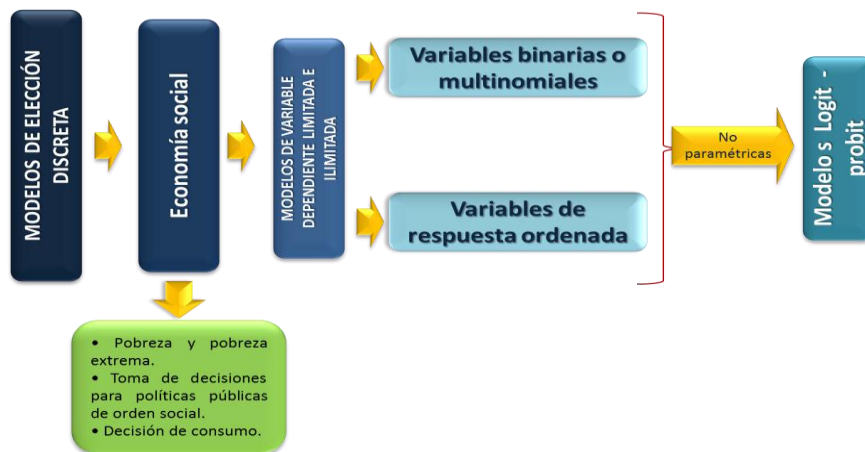 MODELOS DE ELECCIÓN
DISCRETA
Economía social
MODELOS DE VARIABLE
DEPENDIENTE LIMITADA E
ILIMITADA
Variables binarias o
multinomiales
Variables de
respuesta ordenada
No
paramétricas
Modelo s Logit -
probit
• Pobreza y pobreza
extrema.
• Toma de decisiones
para políticas públicas
de orden social.
• Decisión de consumo.